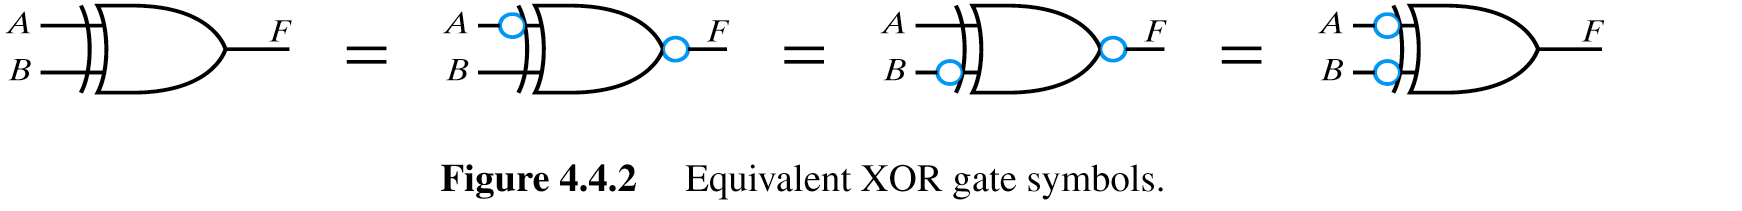 A F = A F = A F = A F
B B B B
Figure 4.4.2 Equivalent XOR gate symbols.